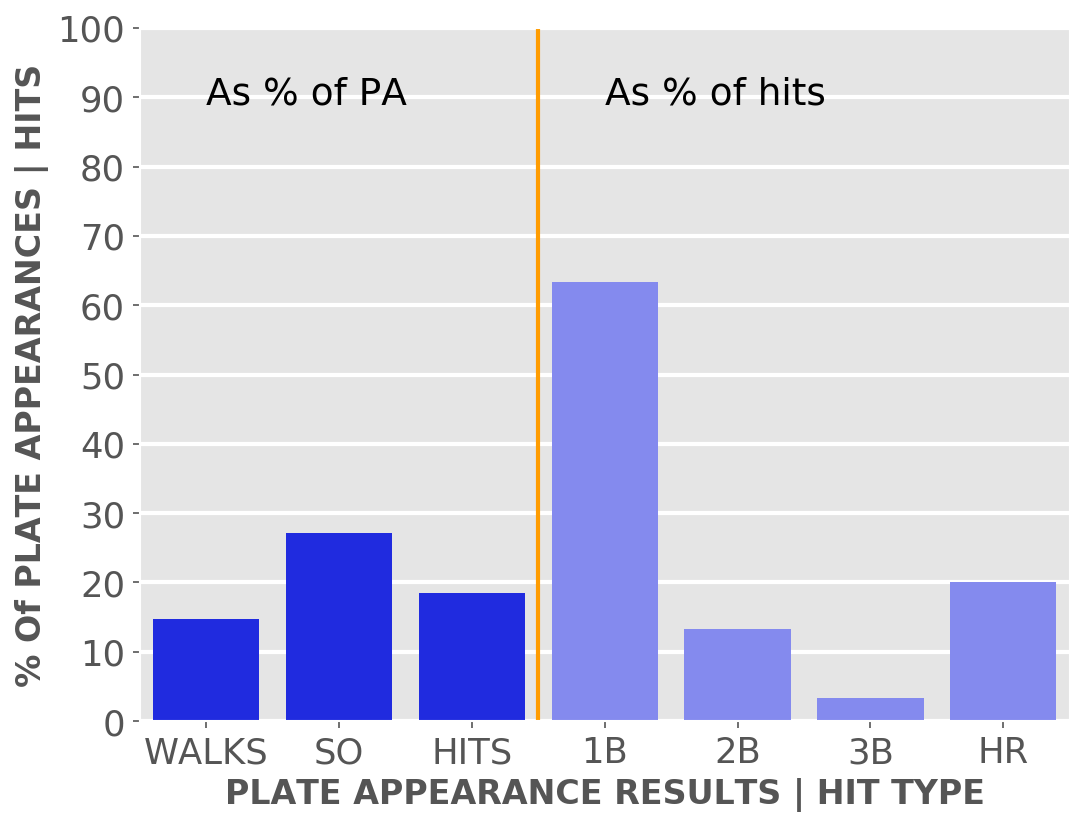 % Of PLATE APPEARANCES | HITS
100
90
80
70
60
50
40
30
20
10
0
As % of PA
As % of hits
WALKS SO HITS 1B 2B 3B HR
PLATE APPEARANCE RESULTS | HIT TYPE